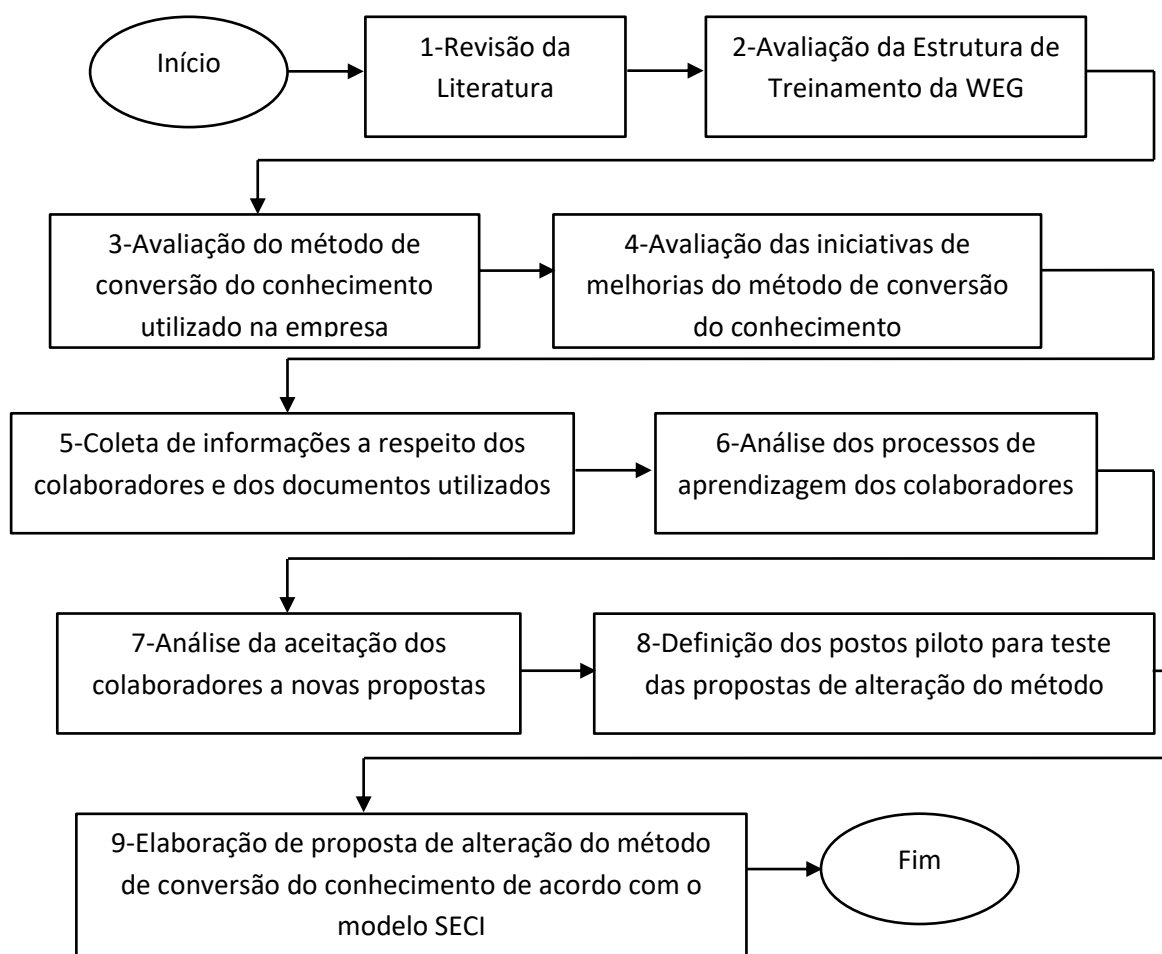 Início
1-Revisão da
Literatura
2-Avaliação da Estrutura de
Treinamento da WEG
3-Avaliação do método de
conversão do conhecimento
utilizado na empresa
4-Avaliação das iniciativas de
melhorias do método de conversão
do conhecimento
5-Coleta de informações a respeito dos
colaboradores e dos documentos utilizados
6-Análise dos processos de
aprendizagem dos colaboradores
7-Análise da aceitação dos
colaboradores a novas propostas
8-Definição dos postos piloto para teste
das propostas de alteração do método
9-Elaboração de proposta de alteração do método
de conversão do conhecimento de acordo com o
modelo SECI
Fim